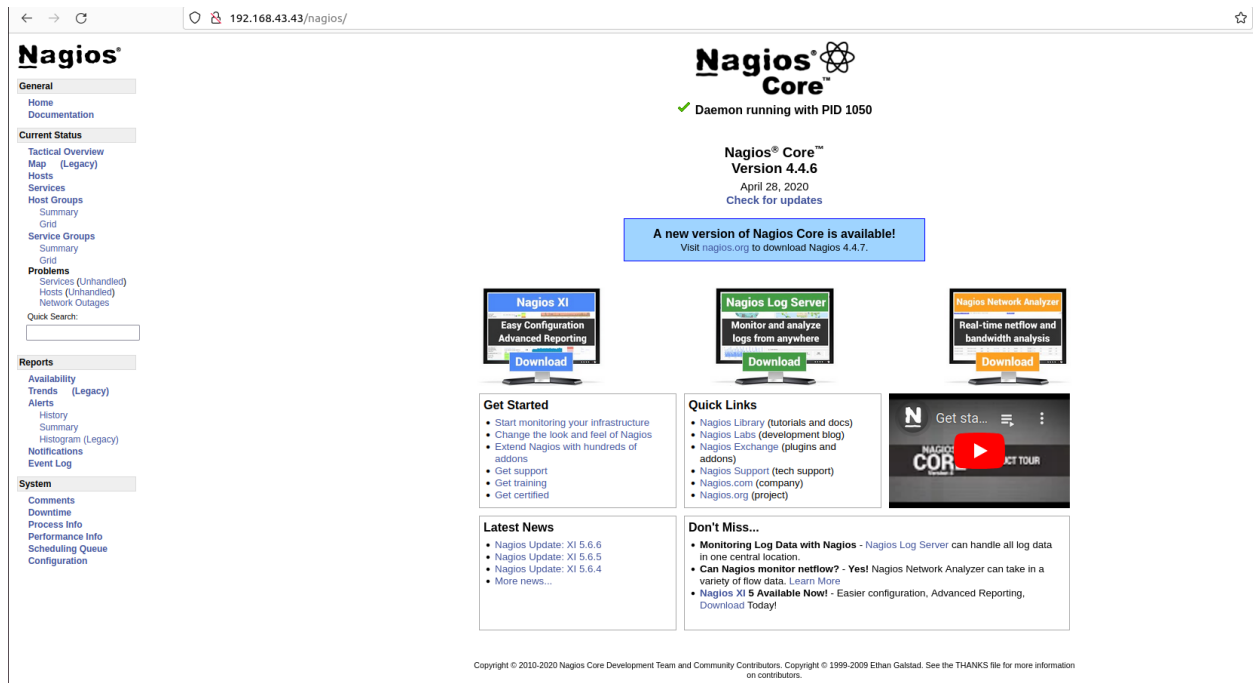 192.168.43.43/nagios/
Nagios®
General
Home
Documentation
Current Status
Tactical Overview
Map (Legacy)
Hosts
Services
Host Groups
Summary
Grid
Service Groups
Summary
Grid
Problems
Services (Unhandled)
Hosts (Unhandled)
Network Outages
Quick Search:
Reports
Availability
Trends (Legacy)
Alerts
History
Summary
Histogram (Legacy)
Notifications
Event Log
System
Comments
Downtime
Process Info
Performance Info
Scheduling Queue
Configuration
Nagios®
Core™
Daemon running with PID 1050
Nagios® Core™
Version 4.4.6
April 28, 2020
Check for updates
A new version of Nagios Core is available!
Visit nagios.org to download Nagios 4.4.7.
Nagios XI
Easy Configuration
Advanced Reporting
Download
Nagios Log Server
Monitor and analyze
logs from anywhere
Download
Nagios Network Analyzer
Real-time netflow and
bandwidth analysis
Download
Get Started
Start monitoring your infrastructure
Change the look and feel of Nagios
Extend Nagios with hundreds of
addons
Get support
Get training
Get certified
Quick Links
Nagios Library (tutorials and docs)
Nagios Labs (development blog)
Nagios Exchange (plugins and
addons)
Nagios Support (tech support)
Nagios.com (company)
Nagios.org (project)
N Get sta...
Latest News
Nagios Update: XI 5.6.6
Nagios Update: XI 5.6.5
Nagios Update: XI 5.6.4
More news...
Don't Miss...
Monitoring Log Data with Nagios - Nagios Log Server can handle all log data
in one central location.
Can Nagios monitor netflow? - Yes! Nagios Network Analyzer can take in a
variety of flow data. Learn More
Nagios XI 5 Available Now! - Easier configuration, Advanced Reporting,
Download Today!
Copyright © 2010-2020 Nagios Core Development Team and Community Contributors. Copyright © 1999-2009 Ethan Galstad. See the THANKS file for more information
on contributors.